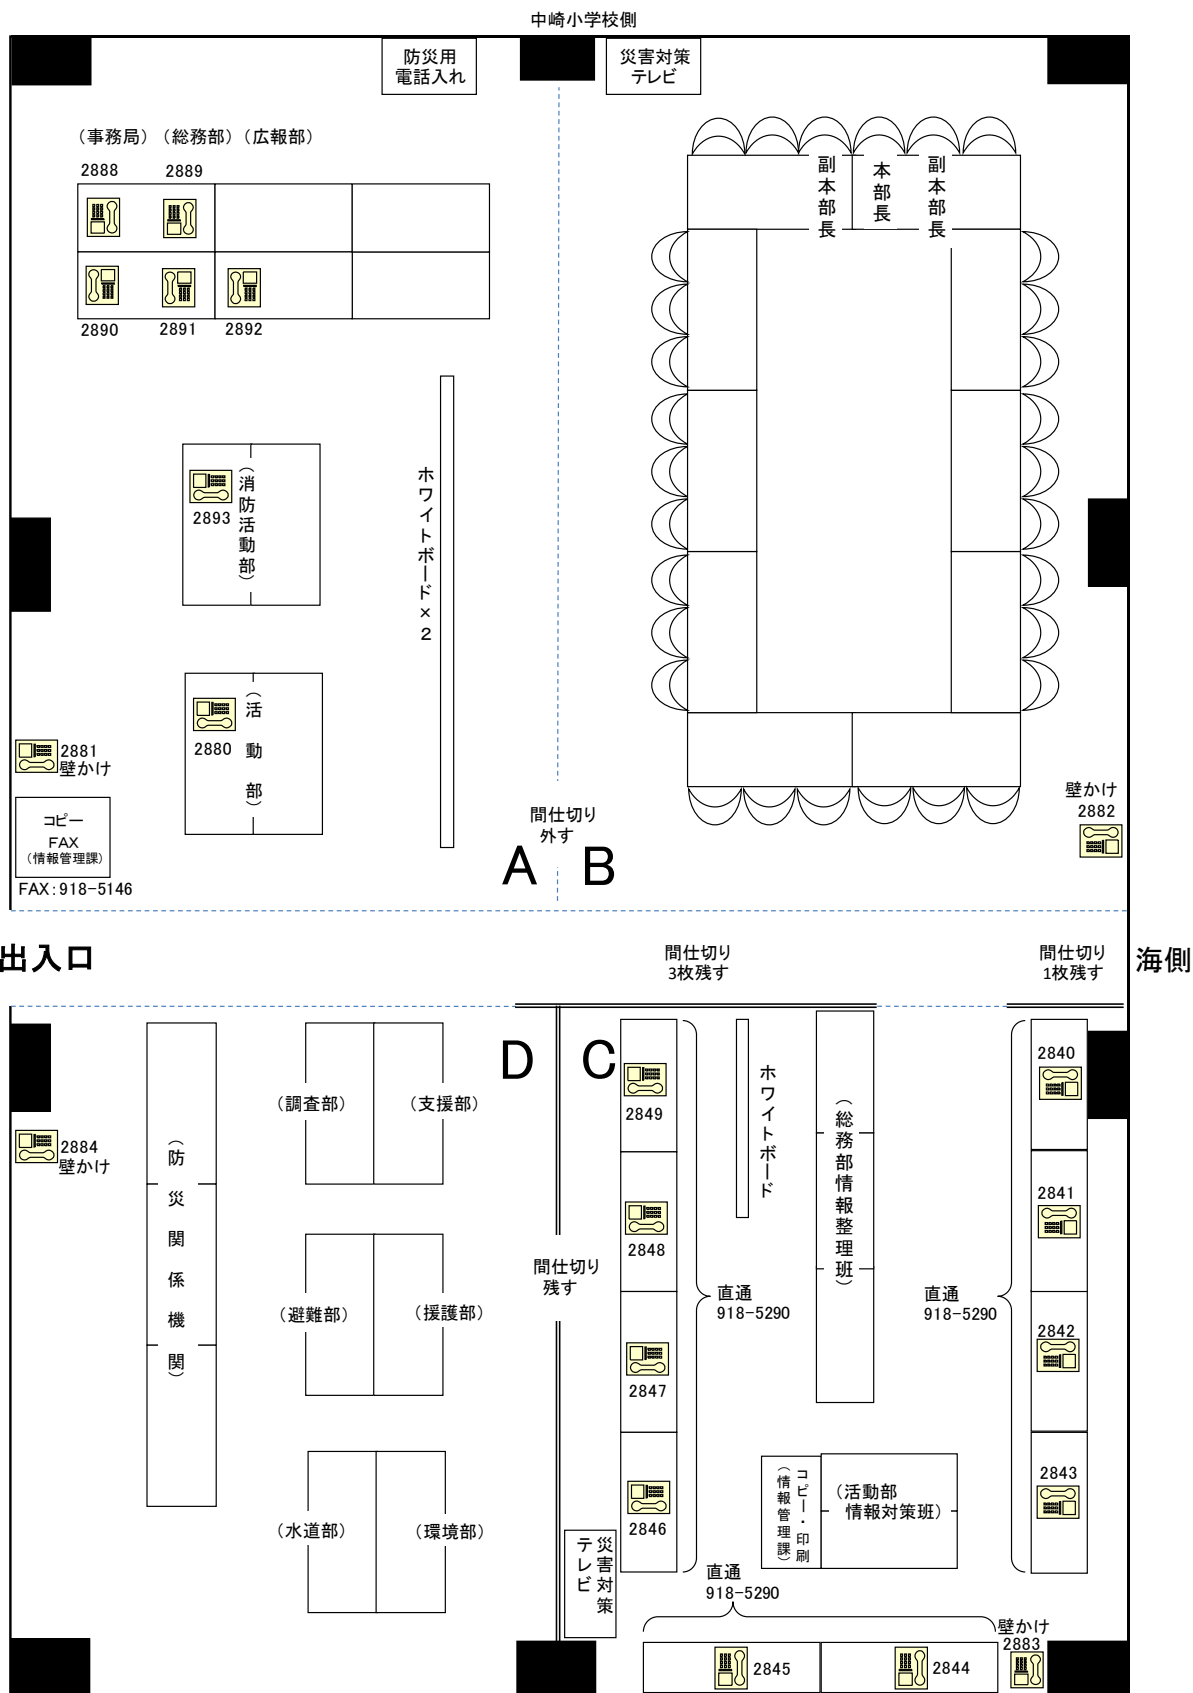 中崎小学校側
防災用
電話入れ
災害対策
テレビ
（事務局）（総務部）（広報部）
2888
2889
2890
2891
2892
副本部長
本部長
副本部長
2893
（消防活動部）
ホワイトボード×２
2880
（活動部）
2881
壁かけ
コピー
FAX
（情報管理課）
FAX：918-5146
間仕切り
外す
A
B
壁かけ
2882
出入口
間仕切り
3枚残す
間仕切り
1枚残す
海側
D
C
2884
壁かけ
（防災関係機関）
（調査部）
（支援部）
（避難部）
（援護部）
（水道部）
（環境部）
間仕切り
残す
2849
2848
2847
2846
ホワイトボード
（総務部情報整理班）
直通
918-5290
直通
918-5290
2840
2841
2842
2843
コピー・印刷
（情報管理課）
（活動部
情報対策班）
災害対策
テレビ
直通
918-5290
2845
2844
壁かけ
2883